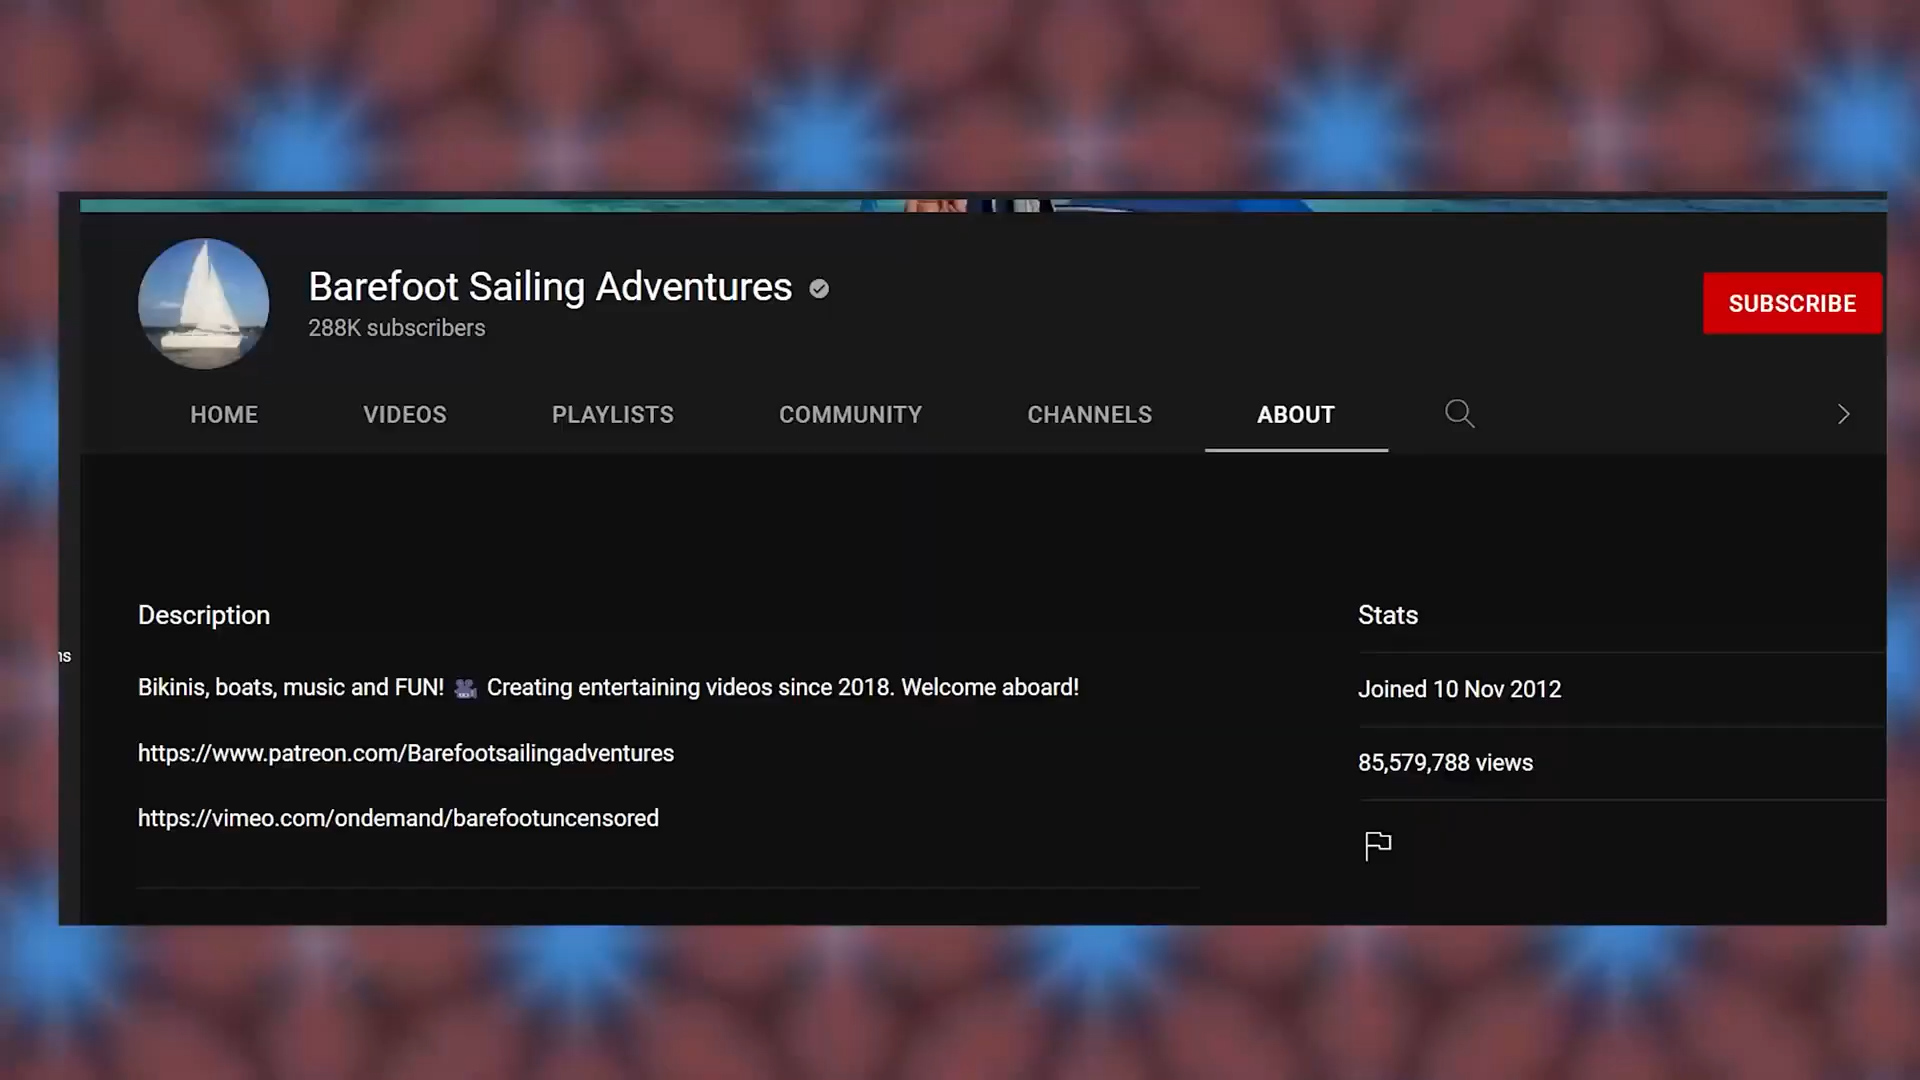 Barefoot Sailing Adventures
288K subscribers
SUBSCRIBE
HOME VIDEOS PLAYLISTS COMMUNITY CHANNELS ABOUT
Description
Stats
ns
Bikinis, boats, music and FUN! 🎥 Creating entertaining videos since 2018. Welcome aboard!
Joined 10 Nov 2012
https://www.patreon.com/Barefootsailingadventures
85,579,788 views
https://vimeo.com/ondemand/barefootuncensored